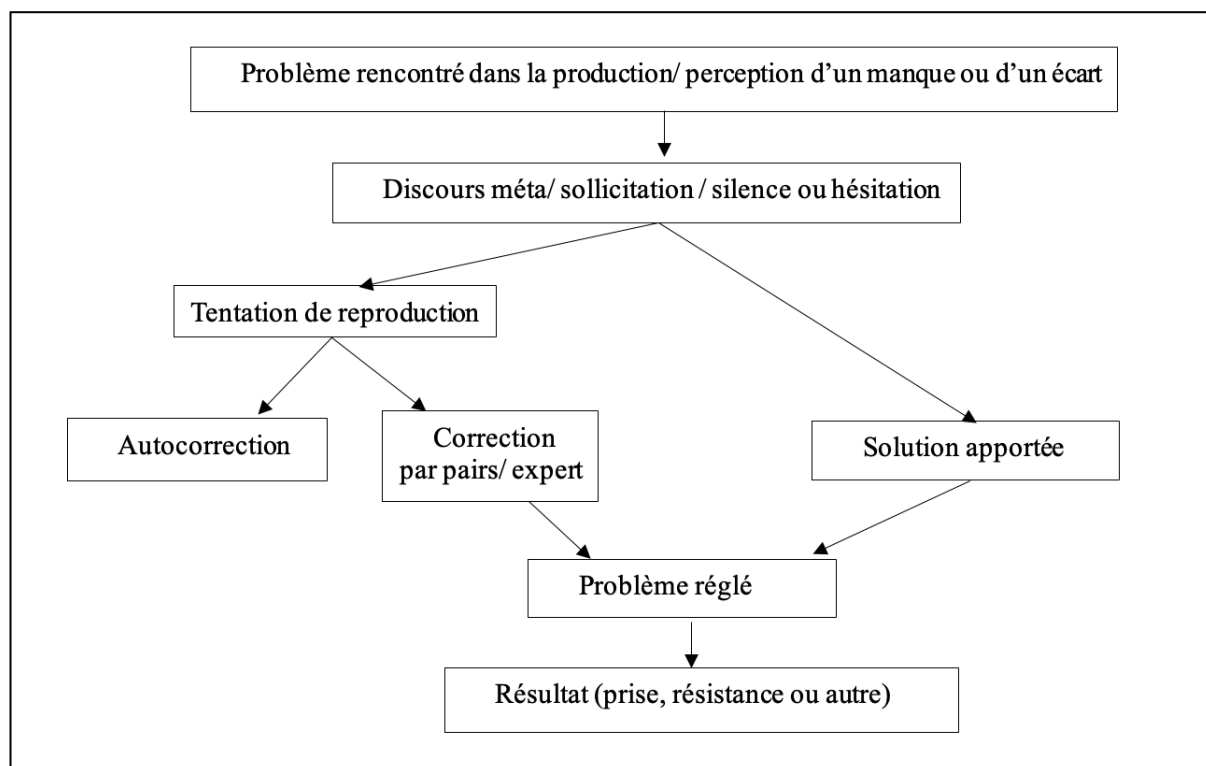 Problème rencontré dans la production/ perception d’un manque ou d’un écart
Discours méta/ sollicitation / silence ou hésitation
Tentation de reproduction
Autocorrection
Correction
par pairs/ expert
Solution apportée
Problème réglé
Résultat (prise, résistance ou autre)